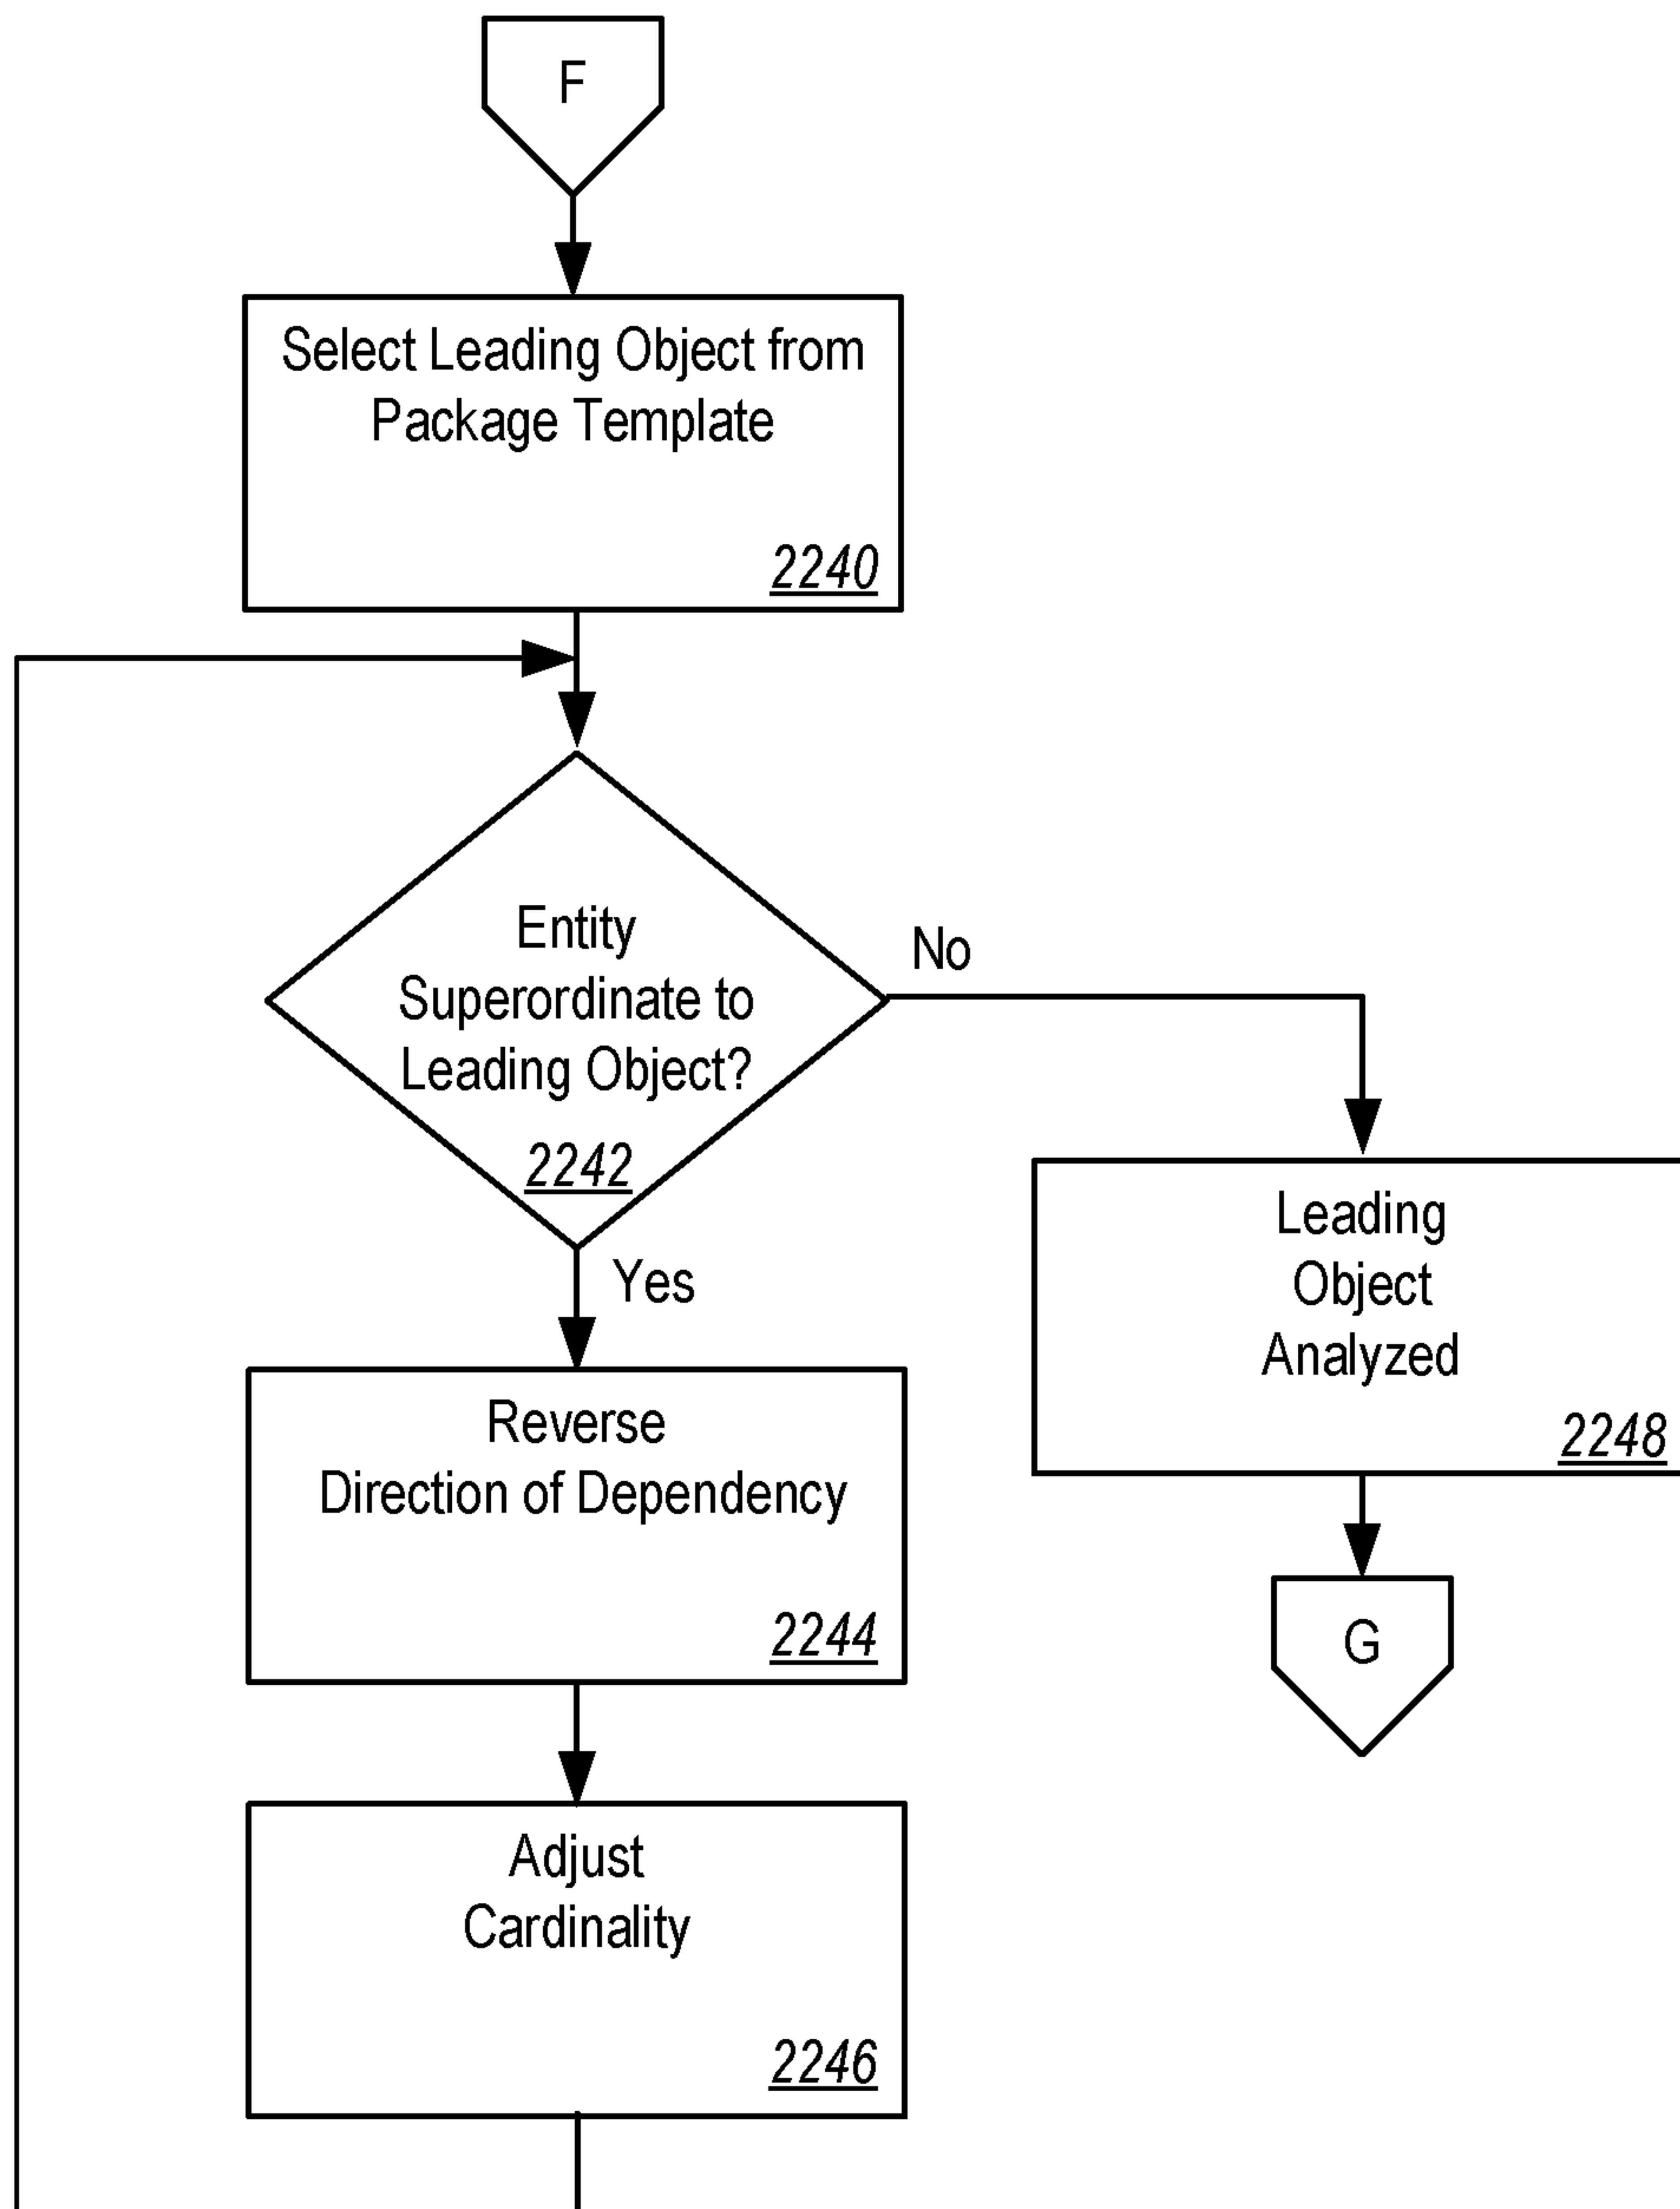 F
Select Leading Object from
Package Template
2240
Entity
Superordinate to
Leading Object?
2242
No
Yes
Leading
Object
Analyzed
2248
Reverse
Direction of Dependency
2244
G
Adjust
Cardinality
2246